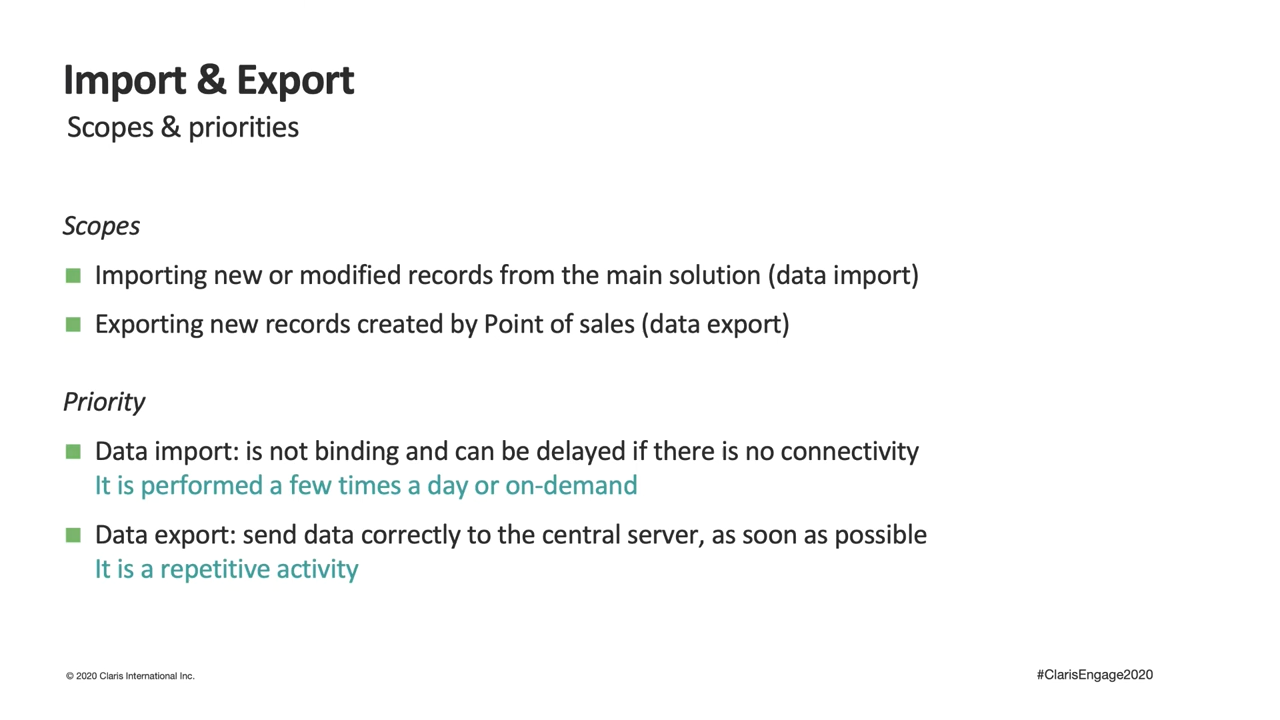 Import & Export
Scopes & priorities
Scopes
Importing new or modified records from the main solution (data import)
Exporting new records created by Point of sales (data export)
Priority
Data import: is not binding and can be delayed if there is no connectivity
It is performed a few times a day or on-demand
Data export: send data correctly to the central server, as soon as possible
It is a repetitive activity
© 2020 Claris International Inc.
#ClarisEngage2020